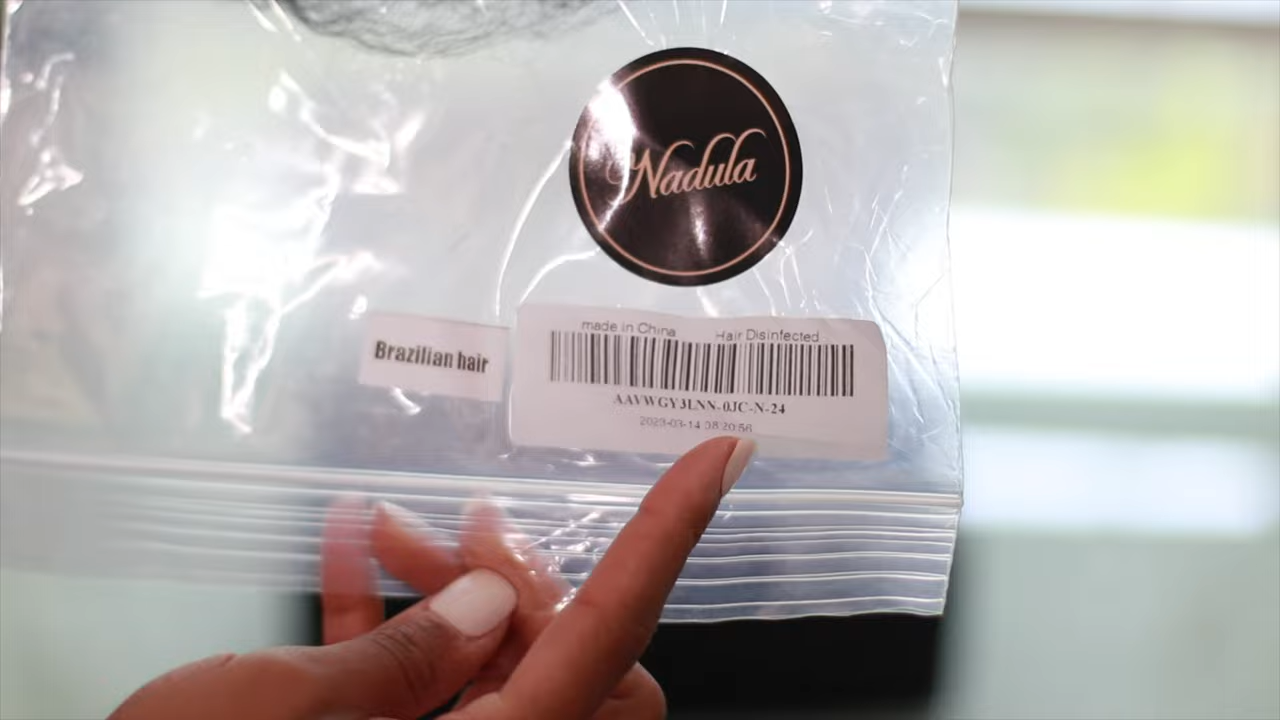 Nadula
made in China Hair Disinfected
Brazilian hair
AAVWGY3LNN-0JC-N-24
2023-03-14 08:20:56